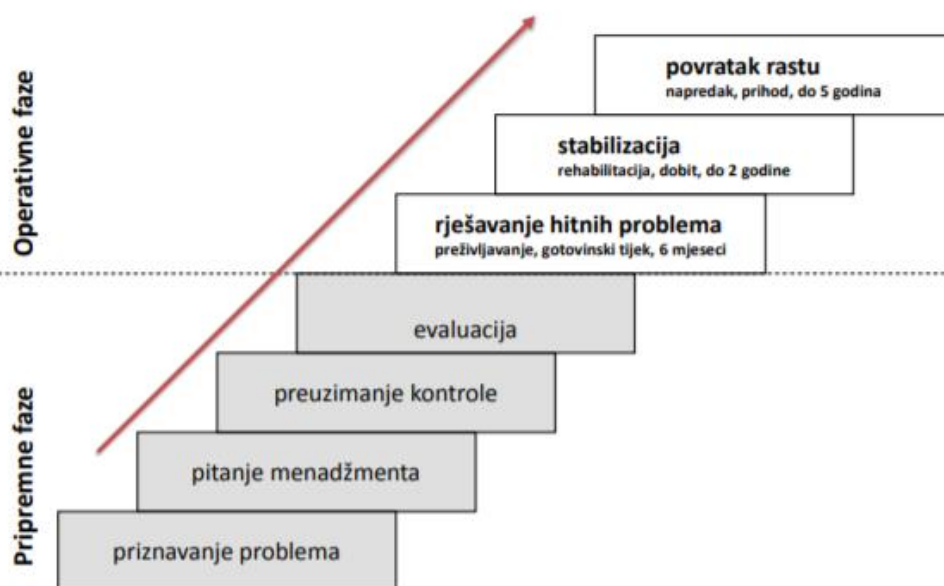 Operativne faze
povratak rastu
napredak, prihod, do 5 godina
stabilizacija
rehabilitacija, dobit, do 2 godine
rješavanje hitnih problema
preživljavanje, gotovinski tijek, 6 mjeseci
Pripremne faze
evaluacija
preuzimanje kontrole
pitanje menadžmenta
priznavanje problema